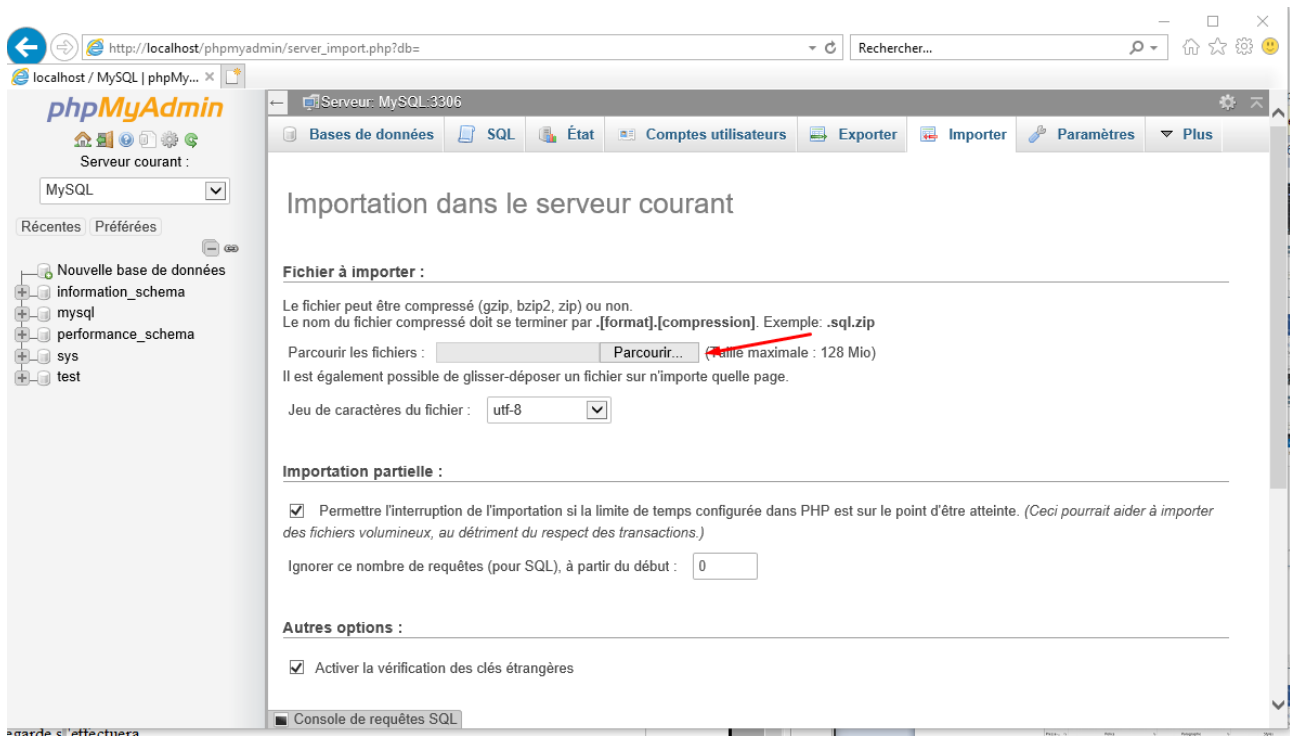 http://localhost/phpmyadmin/server_import.php?db=
Rechercher...
localhost / MySQL | phpMy...
phpMyAdmin
Serveur courant :
MySQL
Récentes Préférées
Nouvelle base de données
information_schema
mysql
performance_schema
sys
test
Serveur: MySQL:3306
Bases de données SQL État Comptes utilisateurs Exporter Importer Paramètres Plus
Importation dans le serveur courant
Fichier à importer :
Le fichier peut être compressé (gzip, bzip2, zip) ou non.
Le nom du fichier compressé doit se terminer par .[format].[compression]. Exemple: .sql.zip
Parcourir les fichiers : Parcourir... (Taille maximale : 128 Mio)
Il est également possible de glisser-déposer un fichier sur n'importe quelle page.
Jeu de caractères du fichier : utf-8
Importation partielle :
Permettre l'interruption de l'importation si la limite de temps configurée dans PHP est sur le point d'être atteinte. (Ceci pourrait aider à importer
des fichiers volumineux, au détriment du respect des transactions.)
Ignorer ce nombre de requêtes (pour SQL), à partir du début : 0
Autres options :
Activer la vérification des clés étrangères
Console de requêtes SQL